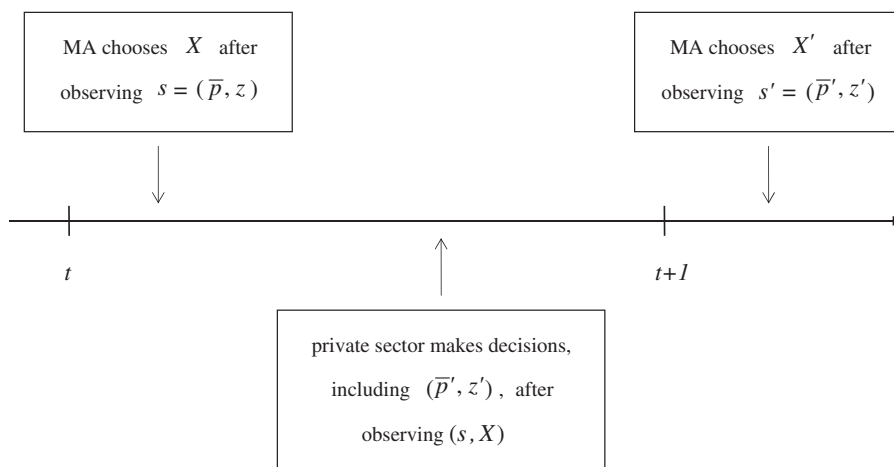 MA chooses X after
observing s = (p̅, z)
MA chooses X′ after
observing s′ = (p̅′, z′)
t
t+1
private sector makes decisions,
including (p̅′, z′) , after
observing (s, X)